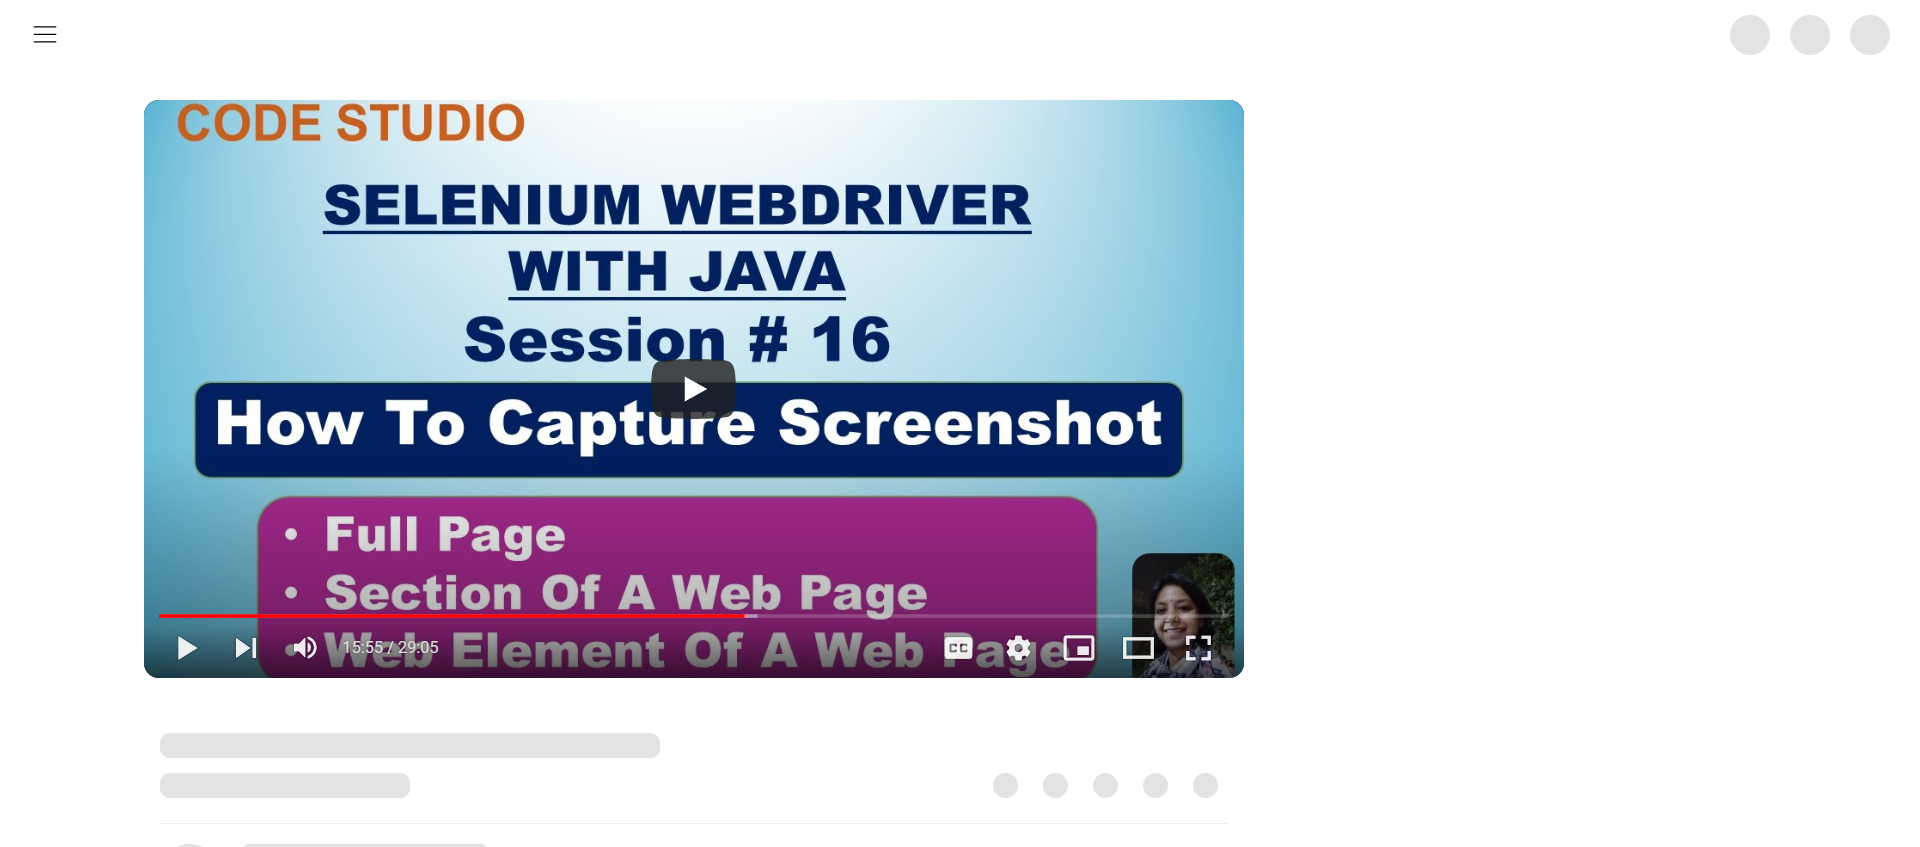 CODE STUDIO
SELENIUM WEBDRIVER
WITH JAVA
Session # 16
How To Capture Screenshot
• Full Page
• Section Of A Web Page
• Web Element Of A Web Page
15:55 / 29:05
CC